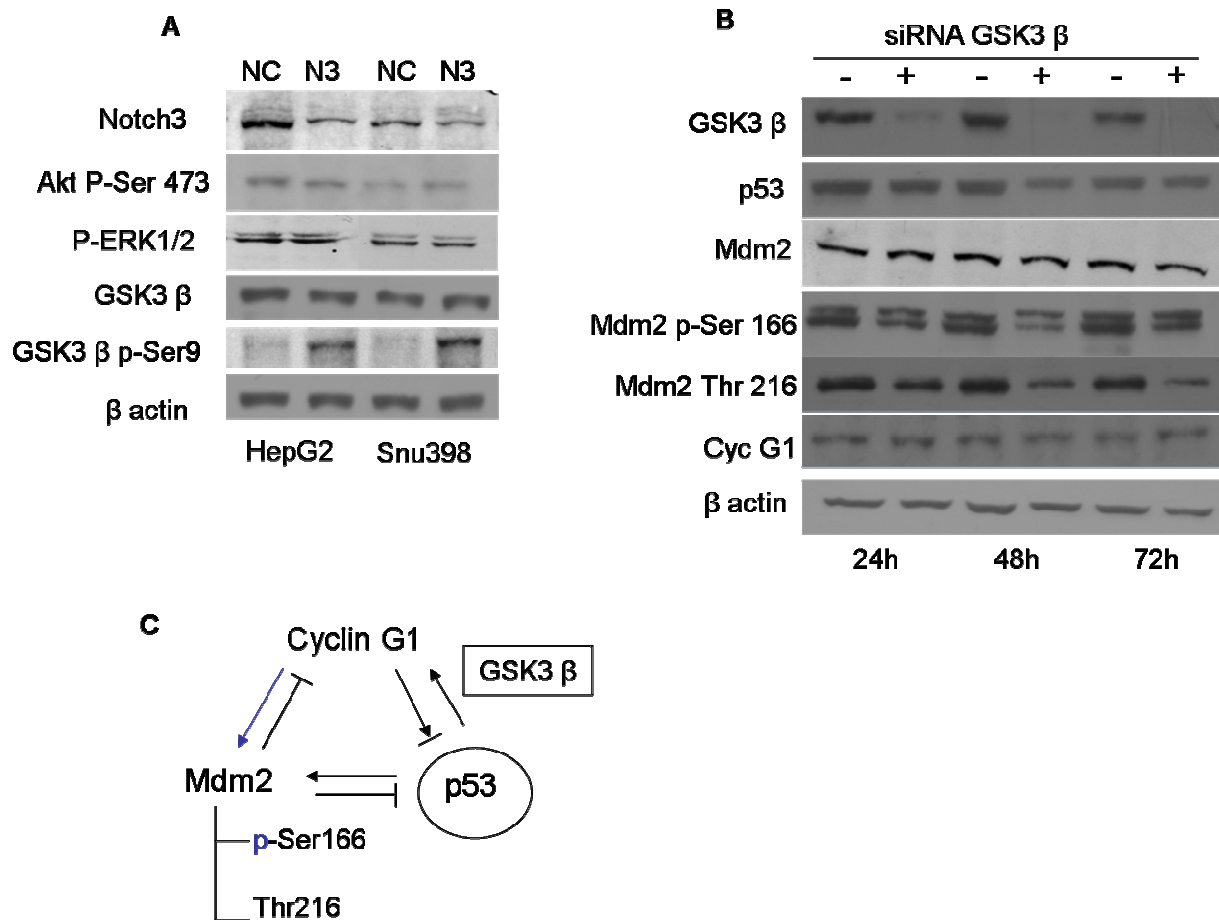 A
NC N3 NC N3
Notch3
Akt P-Ser 473
P-ERK1/2
GSK3 β
GSK3 β p-Ser9
β actin
HepG2 Snu398
B
siRNA GSK3 β
- + - + - +
GSK3 β
p53
Mdm2
Mdm2 p-Ser 166
Mdm2 Thr 216
Cyc G1
β actin
24h 48h 72h
C
Cyclin G1
GSK3 β
Mdm2
p53
p-Ser166
Thr216